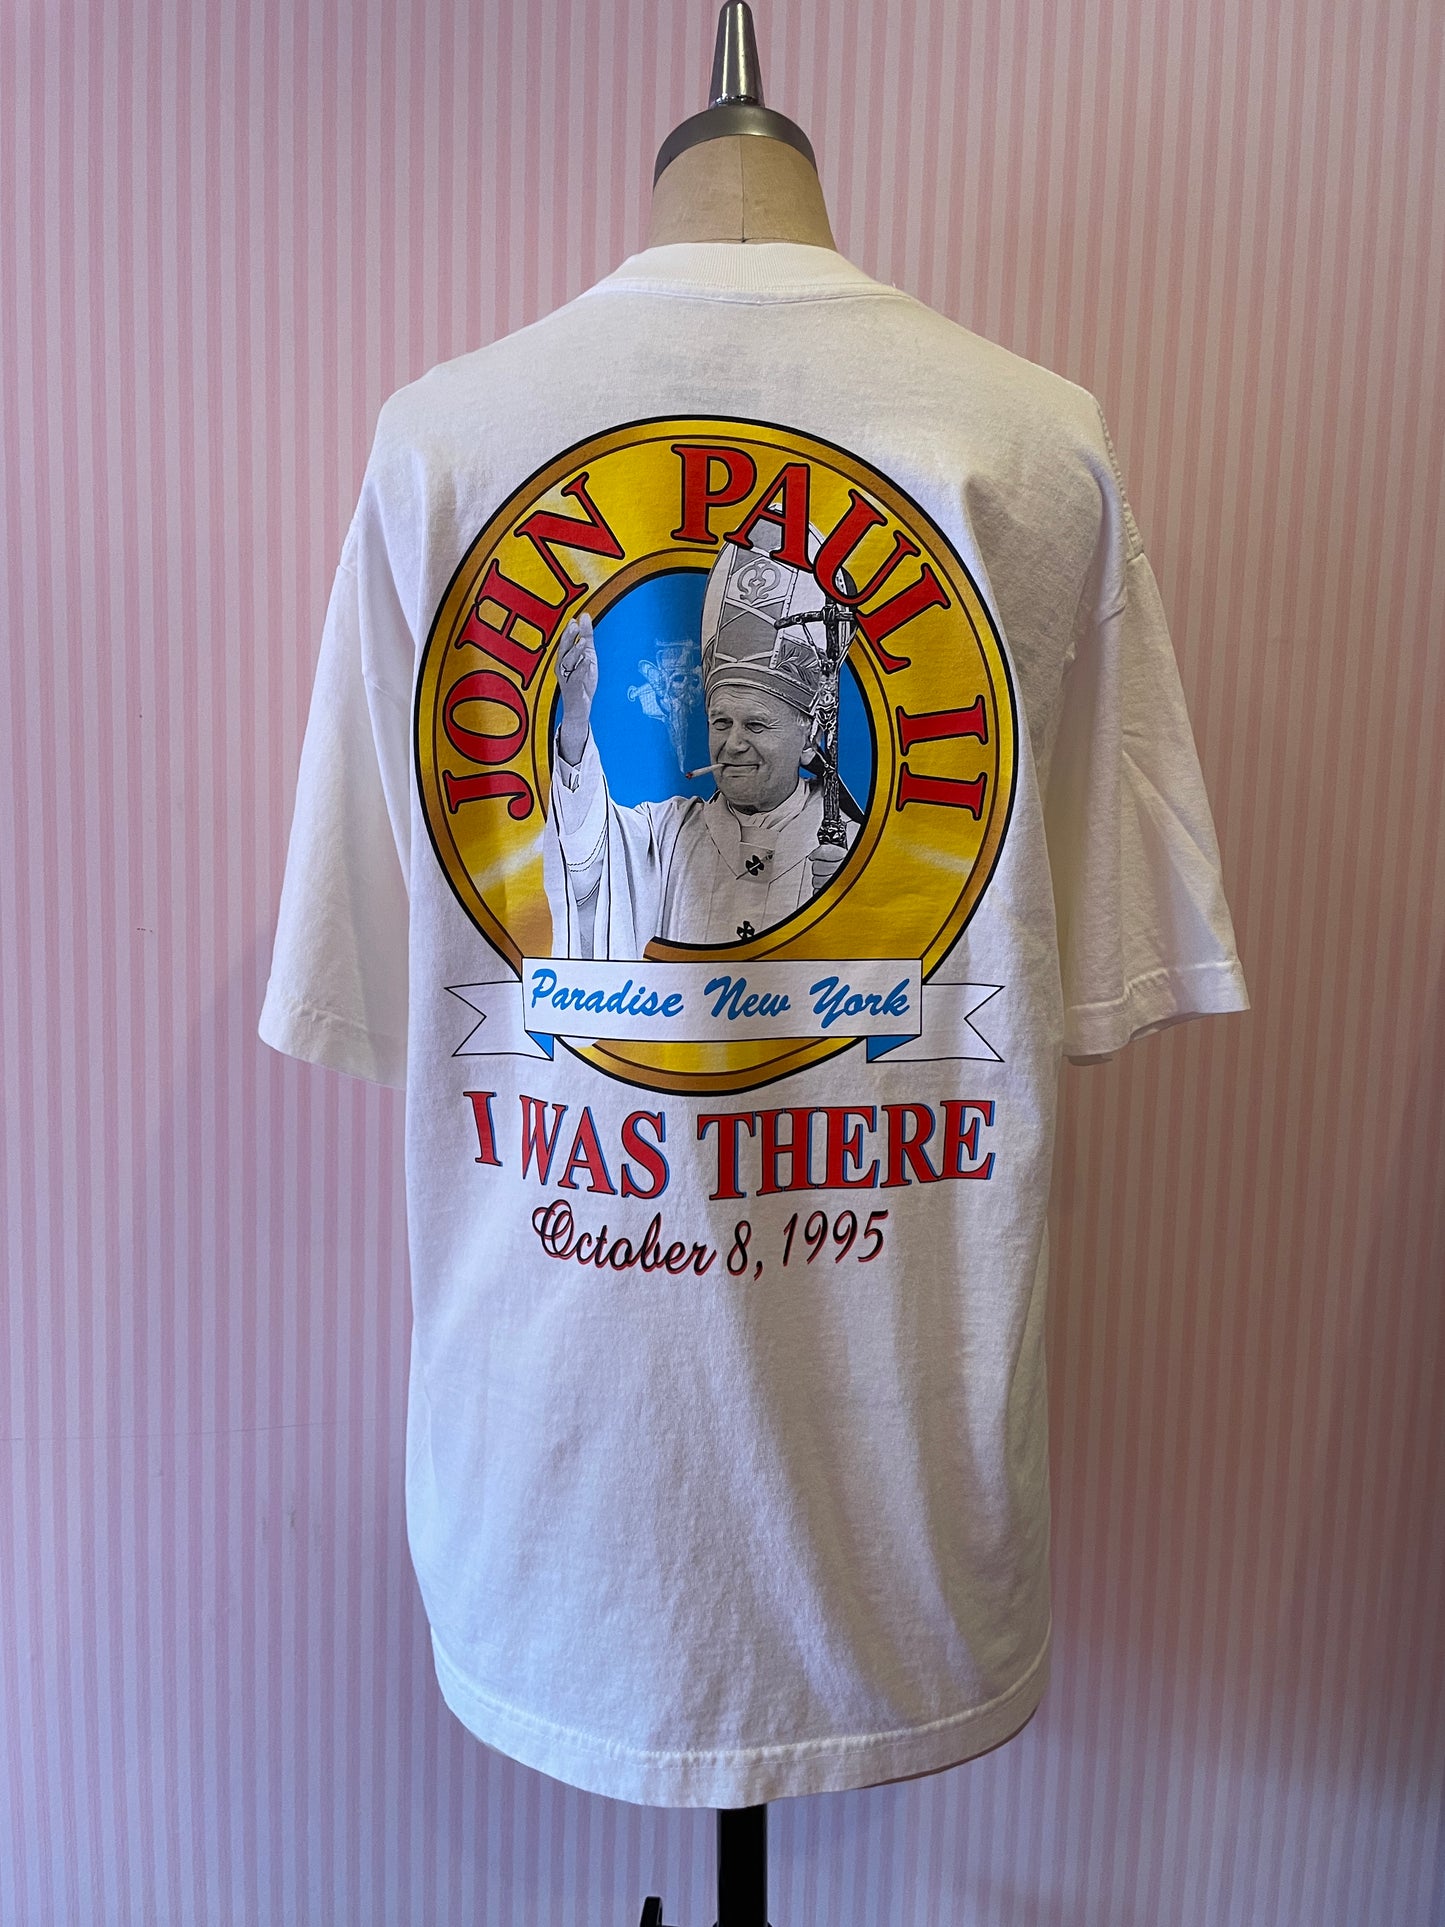 JOHN PAUL II
Paradise New York
I WAS THERE
October 8, 1995